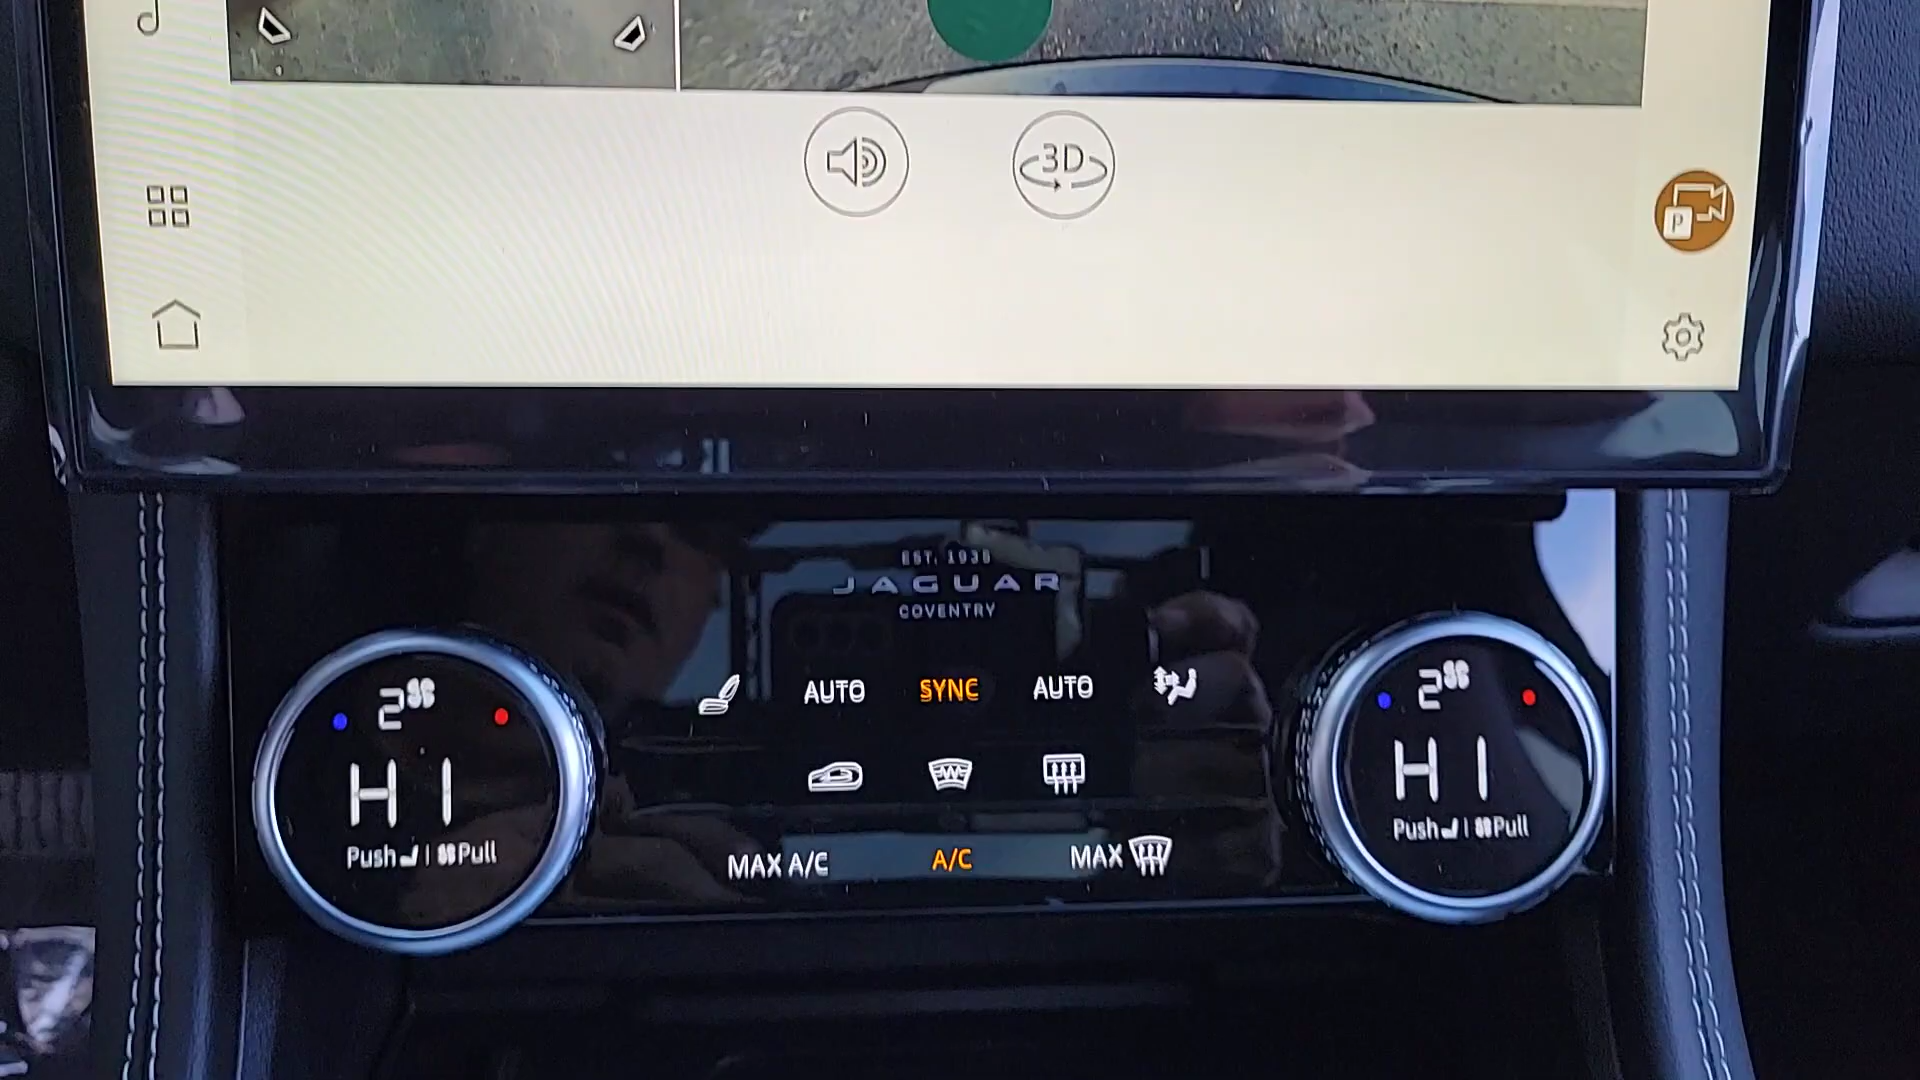 3D
P
EST. 1935
JAGUAR
COVENTRY
2
HI
Push | Pull
AUTO SYNC AUTO
MAX A/C A/C MAX
2
HI
Push | Pull